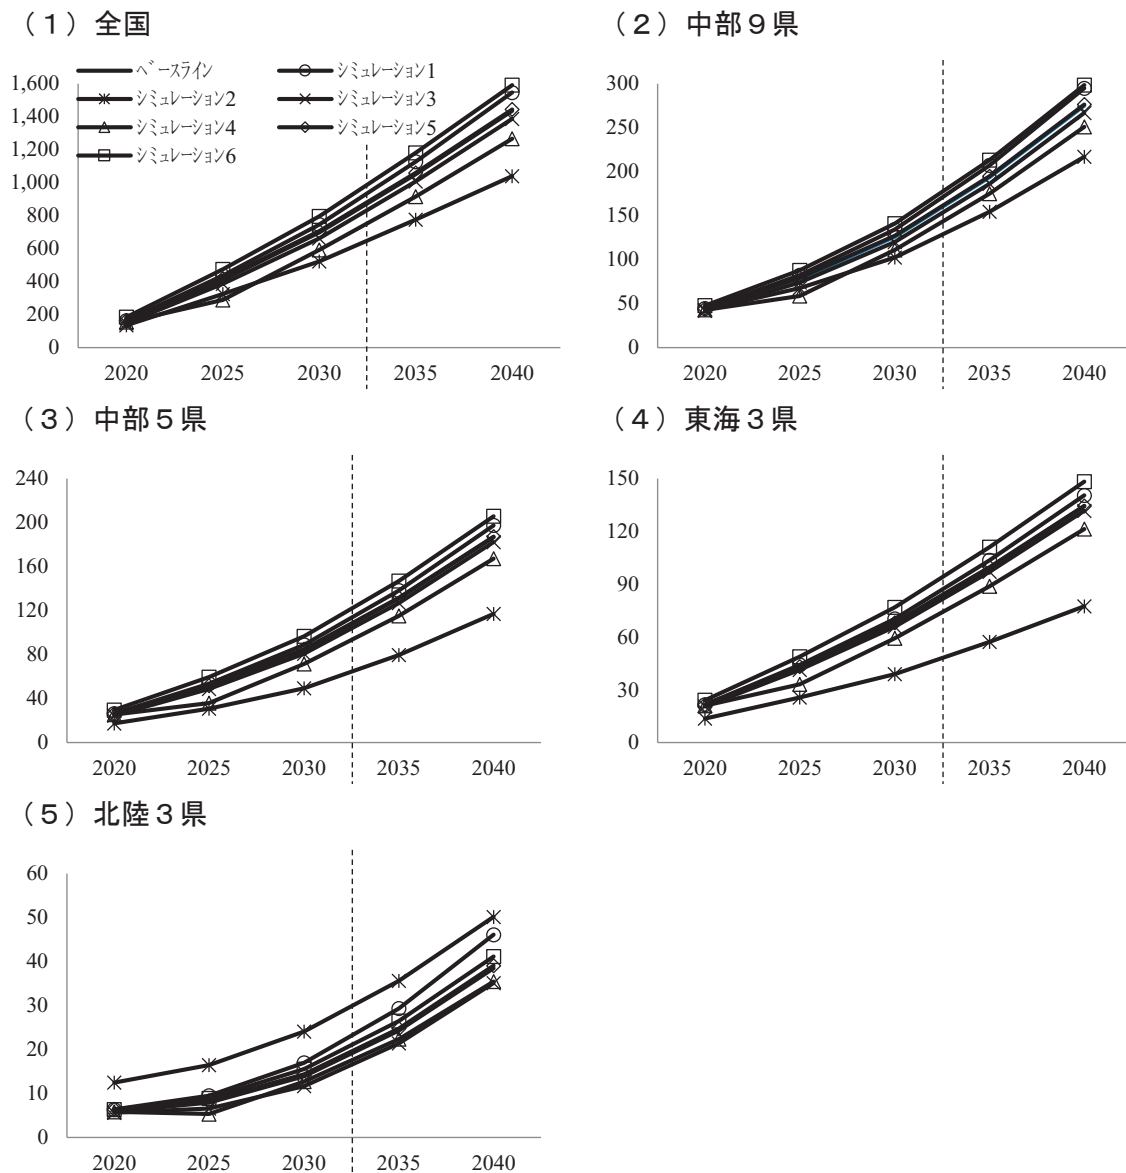 （１）全国
ベースライン
シミュレーション1
シミュレーション2
シミュレーション3
シミュレーション4
シミュレーション5
シミュレーション6
1,600
1,400
1,200
1,000
800
600
400
200
0
2020 2025 2030 2035 2040
（２）中部９県
300
250
200
150
100
50
0
2020 2025 2030 2035 2040
（３）中部５県
240
200
160
120
80
40
0
2020 2025 2030 2035 2040
（４）東海３県
150
120
90
60
30
0
2020 2025 2030 2035 2040
（５）北陸３県
60
50
40
30
20
10
0
2020 2025 2030 2035 2040